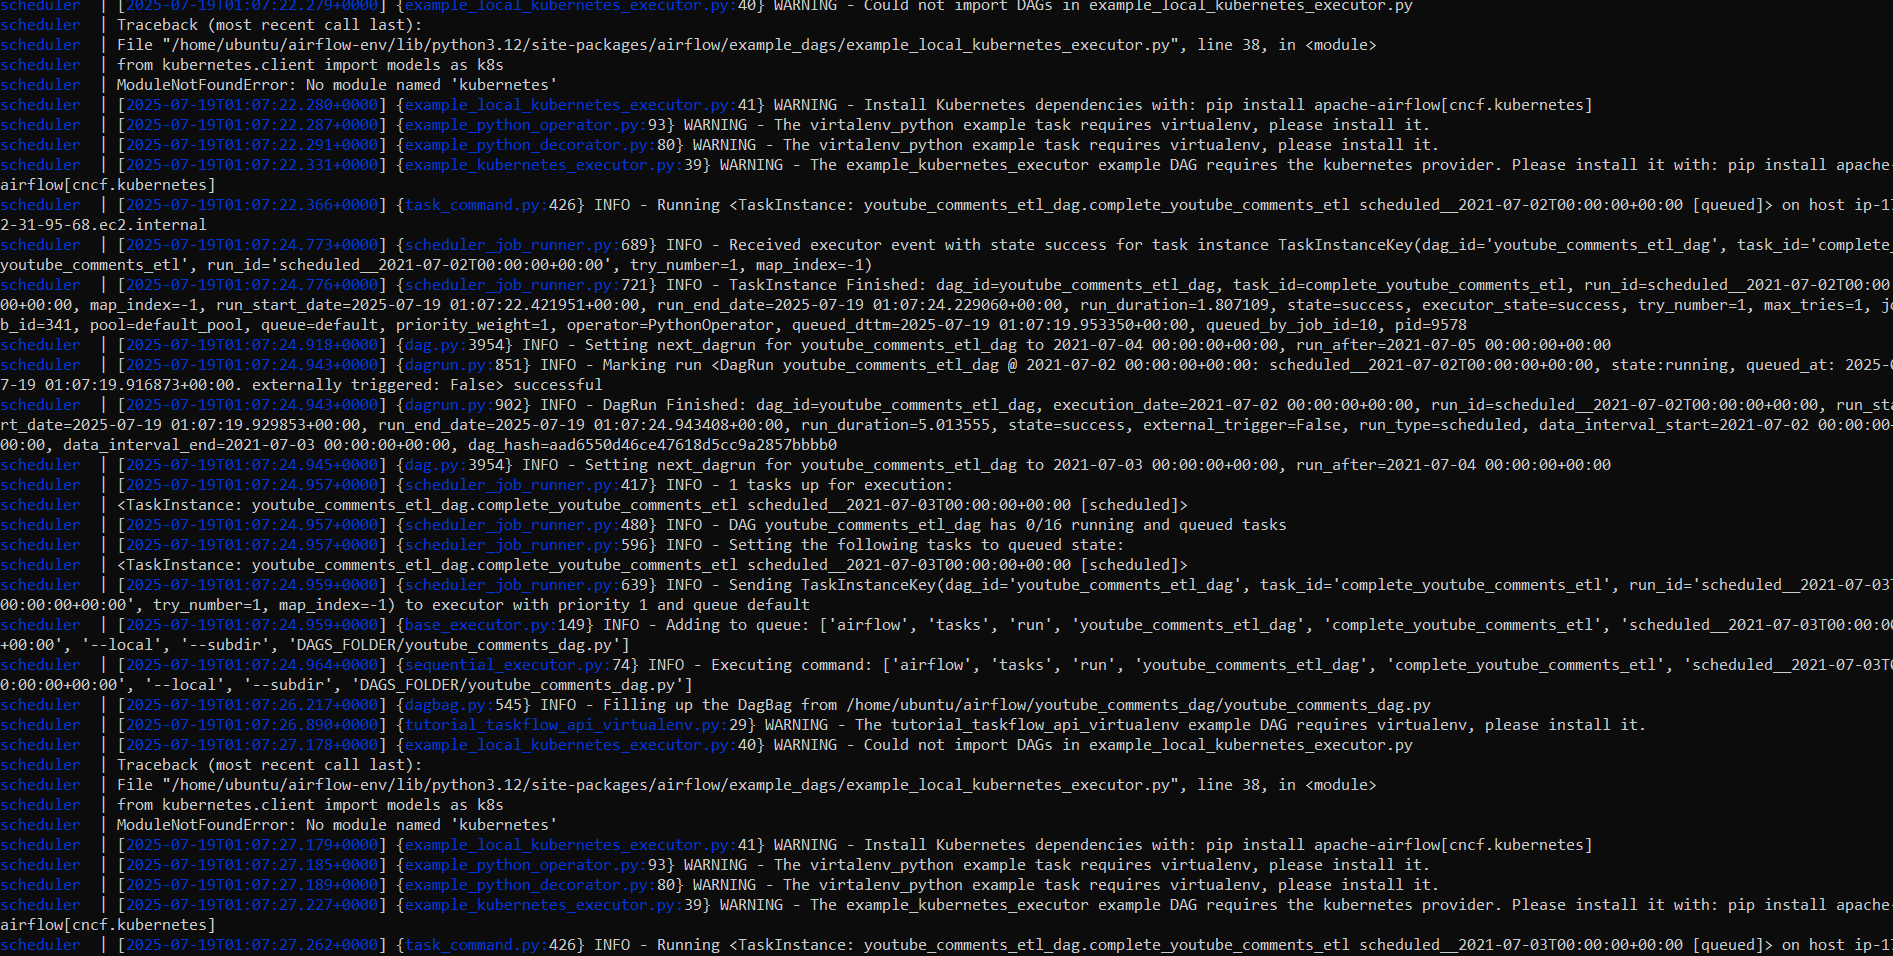 scheduler  | [2025-07-19T01:07:22.279+0000] {example_local_kubernetes_executor.py:40} WARNING - Could not import DAGs in example_local_kubernetes_executor.py
scheduler  | Traceback (most recent call last):
scheduler  | File "/home/ubuntu/airflow-env/lib/python3.12/site-packages/airflow/example_dags/example_local_kubernetes_executor.py", line 38, in <module>
scheduler  | from kubernetes.client import models as k8s
scheduler  | ModuleNotFoundError: No module named 'kubernetes'
scheduler  | [2025-07-19T01:07:22.280+0000] {example_local_kubernetes_executor.py:41} WARNING - Install Kubernetes dependencies with: pip install apache-airflow[cncf.kubernetes]
scheduler  | [2025-07-19T01:07:22.287+0000] {example_python_operator.py:93} WARNING - The virtalenv_python example task requires virtualenv, please install it.
scheduler  | [2025-07-19T01:07:22.291+0000] {example_python_decorator.py:80} WARNING - The virtalenv_python example task requires virtualenv, please install it.
scheduler  | [2025-07-19T01:07:22.331+0000] {example_kubernetes_executor.py:39} WARNING - The example_kubernetes_executor example DAG requires the kubernetes provider. Please install it with: pip install apache-
airflow[cncf.kubernetes]
scheduler  | [2025-07-19T01:07:22.366+0000] {task_command.py:426} INFO - Running <TaskInstance: youtube_comments_etl_dag.complete_youtube_comments_etl scheduled__2021-07-02T00:00:00+00:00 [queued]> on host ip-17
2-31-95-68.ec2.internal
scheduler  | [2025-07-19T01:07:24.773+0000] {scheduler_job_runner.py:689} INFO - Received executor event with state success for task instance TaskInstanceKey(dag_id='youtube_comments_etl_dag', task_id='complete_
youtube_comments_etl', run_id='scheduled__2021-07-02T00:00:00+00:00', try_number=1, map_index=-1)
scheduler  | [2025-07-19T01:07:24.776+0000] {scheduler_job_runner.py:721} INFO - TaskInstance Finished: dag_id=youtube_comments_etl_dag, task_id=complete_youtube_comments_etl, run_id=scheduled__2021-07-02T00:00:
00+00:00, map_index=-1, run_start_date=2025-07-19 01:07:22.421951+00:00, run_end_date=2025-07-19 01:07:24.229060+00:00, run_duration=1.807109, state=success, executor_state=success, try_number=1, max_tries=1, jo
b_id=341, pool=default_pool, queue=default, priority_weight=1, operator=PythonOperator, queued_dttm=2025-07-19 01:07:19.953350+00:00, queued_by_job_id=10, pid=9578
scheduler  | [2025-07-19T01:07:24.918+0000] {dag.py:3954} INFO - Setting next_dagrun for youtube_comments_etl_dag to 2021-07-04 00:00:00+00:00, run_after=2021-07-05 00:00:00+00:00
scheduler  | [2025-07-19T01:07:24.943+0000] {dagrun.py:851} INFO - Marking run <DagRun youtube_comments_etl_dag @ 2021-07-02 00:00:00+00:00: scheduled__2021-07-02T00:00:00+00:00, state:running, queued_at: 2025-0
7-19 01:07:19.916873+00:00. externally triggered: False> successful
scheduler  | [2025-07-19T01:07:24.943+0000] {dagrun.py:902} INFO - DagRun Finished: dag_id=youtube_comments_etl_dag, execution_date=2021-07-02 00:00:00+00:00, run_id=scheduled__2021-07-02T00:00:00+00:00, run_sta
rt_date=2025-07-19 01:07:19.929853+00:00, run_end_date=2025-07-19 01:07:24.943408+00:00, run_duration=5.013555, state=success, external_trigger=False, run_type=scheduled, data_interval_start=2021-07-02 00:00:00+
00:00, data_interval_end=2021-07-03 00:00:00+00:00, dag_hash=aad6550d46ce47618d5cc9a2857bbbb0
scheduler  | [2025-07-19T01:07:24.945+0000] {dag.py:3954} INFO - Setting next_dagrun for youtube_comments_etl_dag to 2021-07-03 00:00:00+00:00, run_after=2021-07-04 00:00:00+00:00
scheduler  | [2025-07-19T01:07:24.957+0000] {scheduler_job_runner.py:417} INFO - 1 tasks up for execution:
scheduler  | <TaskInstance: youtube_comments_etl_dag.complete_youtube_comments_etl scheduled__2021-07-03T00:00:00+00:00 [scheduled]>
scheduler  | [2025-07-19T01:07:24.957+0000] {scheduler_job_runner.py:480} INFO - DAG youtube_comments_etl_dag has 0/16 running and queued tasks
scheduler  | [2025-07-19T01:07:24.957+0000] {scheduler_job_runner.py:596} INFO - Setting the following tasks to queued state:
scheduler  | <TaskInstance: youtube_comments_etl_dag.complete_youtube_comments_etl scheduled__2021-07-03T00:00:00+00:00 [scheduled]>
scheduler  | [2025-07-19T01:07:24.959+0000] {scheduler_job_runner.py:639} INFO - Sending TaskInstanceKey(dag_id='youtube_comments_etl_dag', task_id='complete_youtube_comments_etl', run_id='scheduled__2021-07-03T
00:00:00+00:00', try_number=1, map_index=-1) to executor with priority 1 and queue default
scheduler  | [2025-07-19T01:07:24.959+0000] {base_executor.py:149} INFO - Adding to queue: ['airflow', 'tasks', 'run', 'youtube_comments_etl_dag', 'complete_youtube_comments_etl', 'scheduled__2021-07-03T00:00:00
+00:00', '--local', '--subdir', 'DAGS_FOLDER/youtube_comments_dag.py']
scheduler  | [2025-07-19T01:07:24.964+0000] {sequential_executor.py:74} INFO - Executing command: ['airflow', 'tasks', 'run', 'youtube_comments_etl_dag', 'complete_youtube_comments_etl', 'scheduled__2021-07-03T0
0:00:00+00:00', '--local', '--subdir', 'DAGS_FOLDER/youtube_comments_dag.py']
scheduler  | [2025-07-19T01:07:26.217+0000] {dagbag.py:545} INFO - Filling up the DagBag from /home/ubuntu/airflow/youtube_comments_dag/youtube_comments_dag.py
scheduler  | [2025-07-19T01:07:26.890+0000] {tutorial_taskflow_api_virtualenv.py:29} WARNING - The tutorial_taskflow_api_virtualenv example DAG requires virtualenv, please install it.
scheduler  | [2025-07-19T01:07:27.178+0000] {example_local_kubernetes_executor.py:40} WARNING - Could not import DAGs in example_local_kubernetes_executor.py
scheduler  | Traceback (most recent call last):
scheduler  | File "/home/ubuntu/airflow-env/lib/python3.12/site-packages/airflow/example_dags/example_local_kubernetes_executor.py", line 38, in <module>
scheduler  | from kubernetes.client import models as k8s
scheduler  | ModuleNotFoundError: No module named 'kubernetes'
scheduler  | [2025-07-19T01:07:27.179+0000] {example_local_kubernetes_executor.py:41} WARNING - Install Kubernetes dependencies with: pip install apache-airflow[cncf.kubernetes]
scheduler  | [2025-07-19T01:07:27.185+0000] {example_python_operator.py:93} WARNING - The virtalenv_python example task requires virtualenv, please install it.
scheduler  | [2025-07-19T01:07:27.189+0000] {example_python_decorator.py:80} WARNING - The virtalenv_python example task requires virtualenv, please install it.
scheduler  | [2025-07-19T01:07:27.227+0000] {example_kubernetes_executor.py:39} WARNING - The example_kubernetes_executor example DAG requires the kubernetes provider. Please install it with: pip install apache-
airflow[cncf.kubernetes]
scheduler  | [2025-07-19T01:07:27.262+0000] {task_command.py:426} INFO - Running <TaskInstance: youtube_comments_etl_dag.complete_youtube_comments_etl scheduled__2021-07-03T00:00:00+00:00 [queued]> on host ip-17